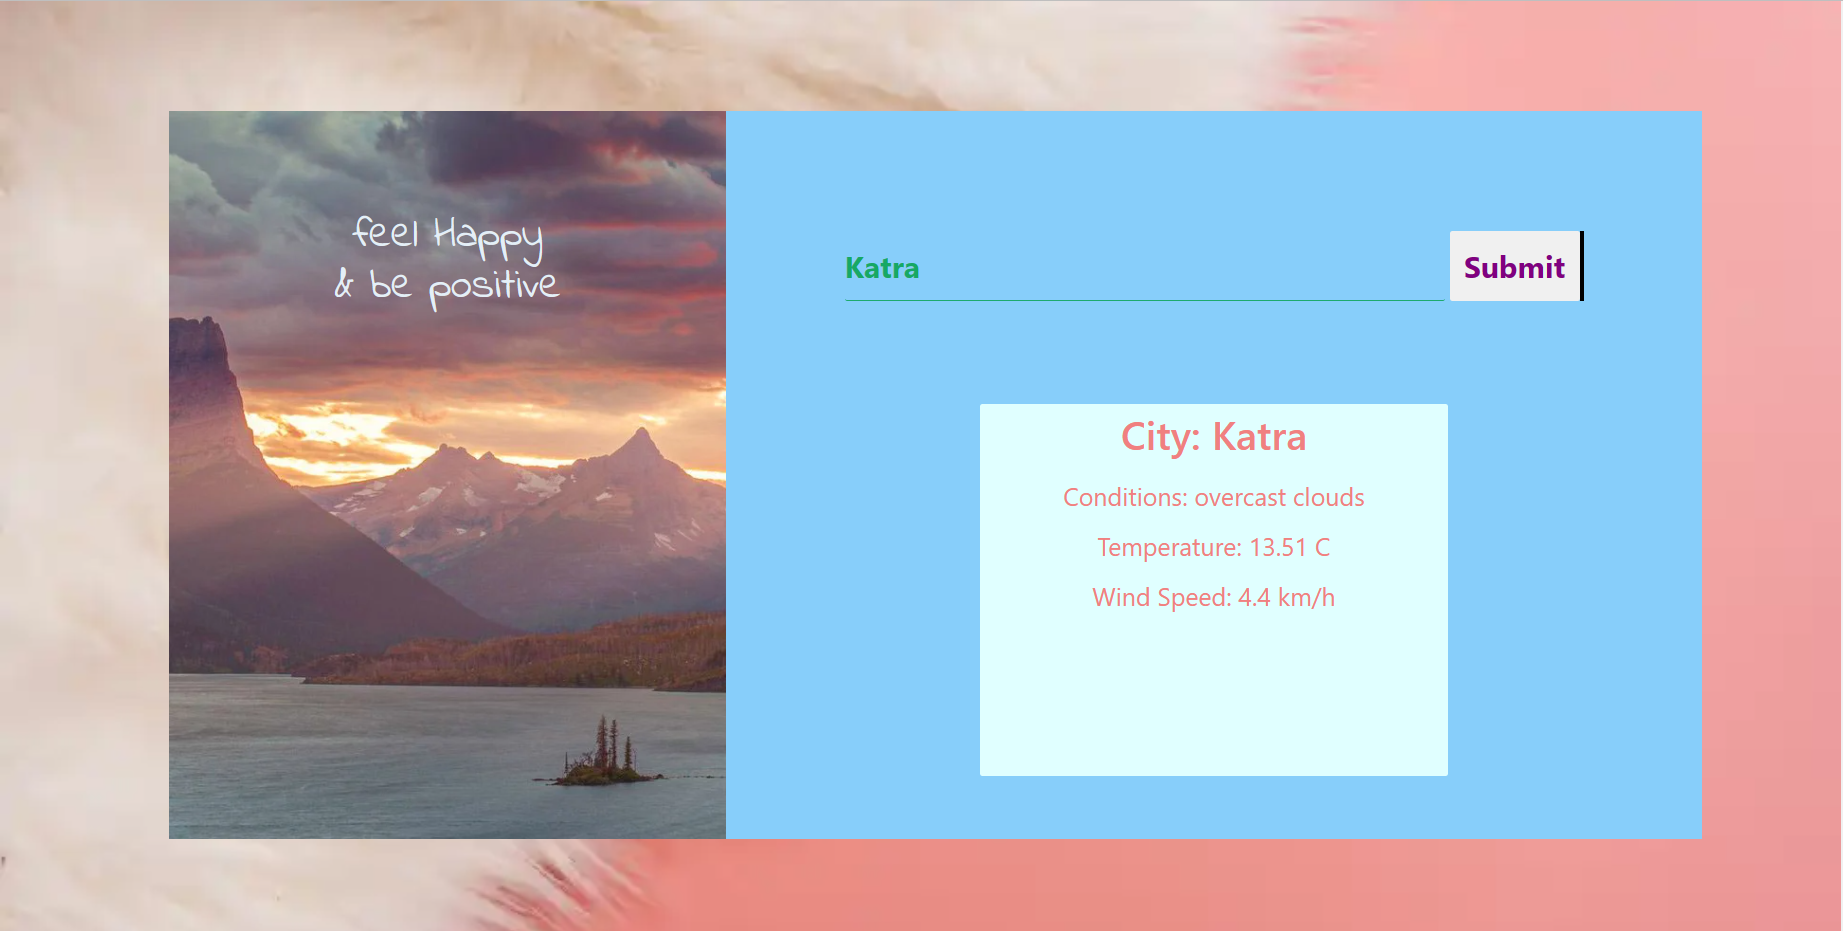 feel Happy
& be positive
Katra
Submit
City: Katra
Conditions: overcast clouds
Temperature: 13.51 C
Wind Speed: 4.4 km/h